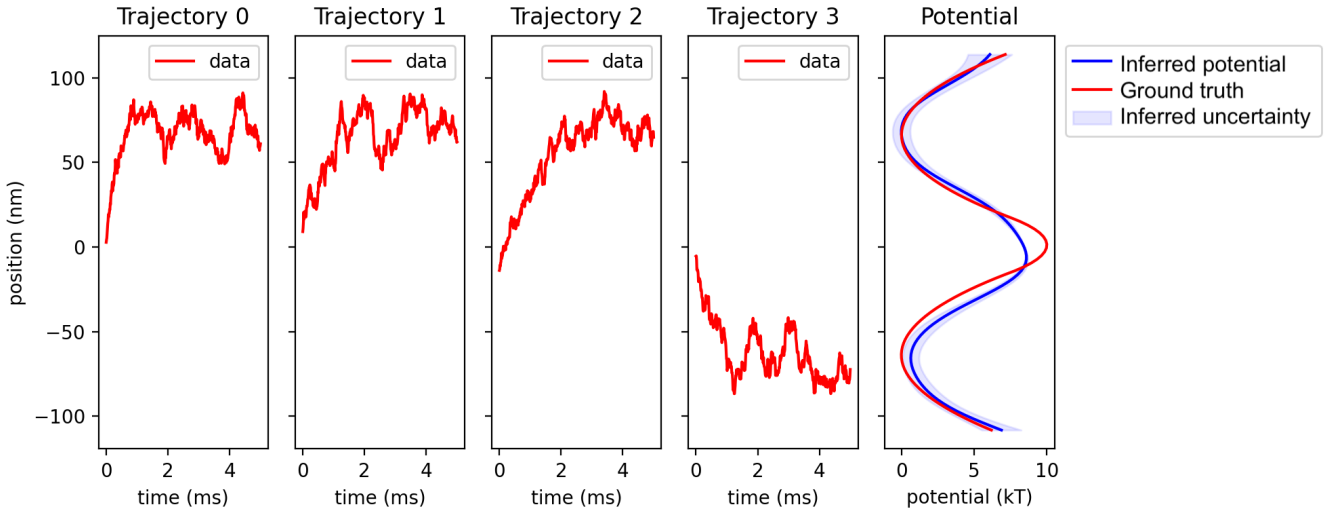 Trajectory 0
Trajectory 1
Trajectory 2
Trajectory 3
Potential
data
data
data
data
Inferred potential
Ground truth
Inferred uncertainty
position (nm)
100
50
0
−50
−100
0 2 4
0 2 4
0 2 4
0 2 4
0 5 10
time (ms)
time (ms)
time (ms)
time (ms)
potential (kT)